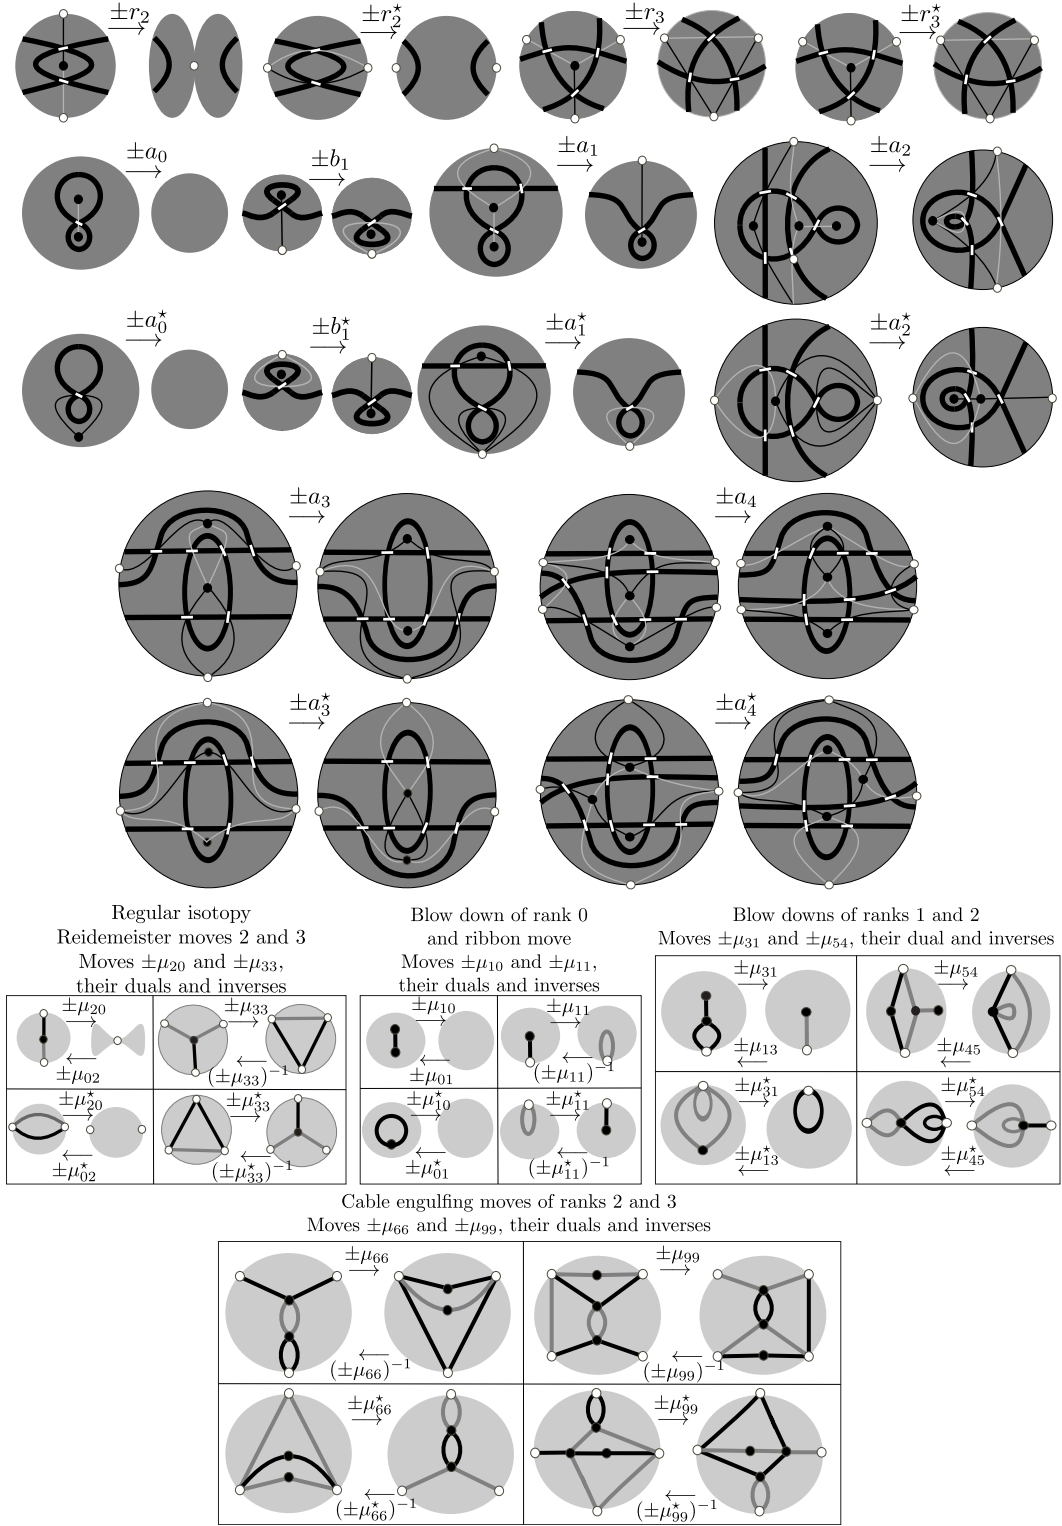 ±r₂ ±r₂⋆ ±r₃ ±r₃⋆
±a₀ ±b₁ ±a₁ ±a₂
±a₀⋆ ±b₁⋆ ±a₁⋆ ±a₂⋆
±a₃ ±a₄
±a₃⋆ ±a₄⋆
Regular isotopy
Reidemeister moves 2 and 3
Moves ±μ₂₀ and ±μ₃₃,
their duals and inverses
Blow down of rank 0
and ribbon move
Moves ±μ₁₀ and ±μ₁₁,
their duals and inverses
Blow downs of ranks 1 and 2
Moves ±μ₃₁ and ±μ₅₄, their dual and inverses
±μ₂₀ ±μ₃₃
±μ₀₂ (±μ₃₃)⁻¹
±μ₂₀⋆ ±μ₃₃⋆
±μ₀₂⋆ (±μ₃₃⋆)⁻¹
±μ₁₀ ±μ₁₁
±μ₀₁ (±μ₁₁)⁻¹
±μ₁₀⋆ ±μ₁₁⋆
±μ₀₁⋆ (±μ₁₁⋆)⁻¹
±μ₃₁ ±μ₅₄
±μ₁₃ ±μ₄₅
±μ₃₁⋆ ±μ₅₄⋆
±μ₁₃⋆ ±μ₄₅⋆
Cable engulfing moves of ranks 2 and 3
Moves ±μ₆₆ and ±μ₉₉, their duals and inverses
±μ₆₆ ±μ₉₉
(±μ₆₆)⁻¹ (±μ₉₉)⁻¹
±μ₆₆⋆ ±μ₉₉⋆
(±μ₆₆⋆)⁻¹ (±μ₉₉⋆)⁻¹